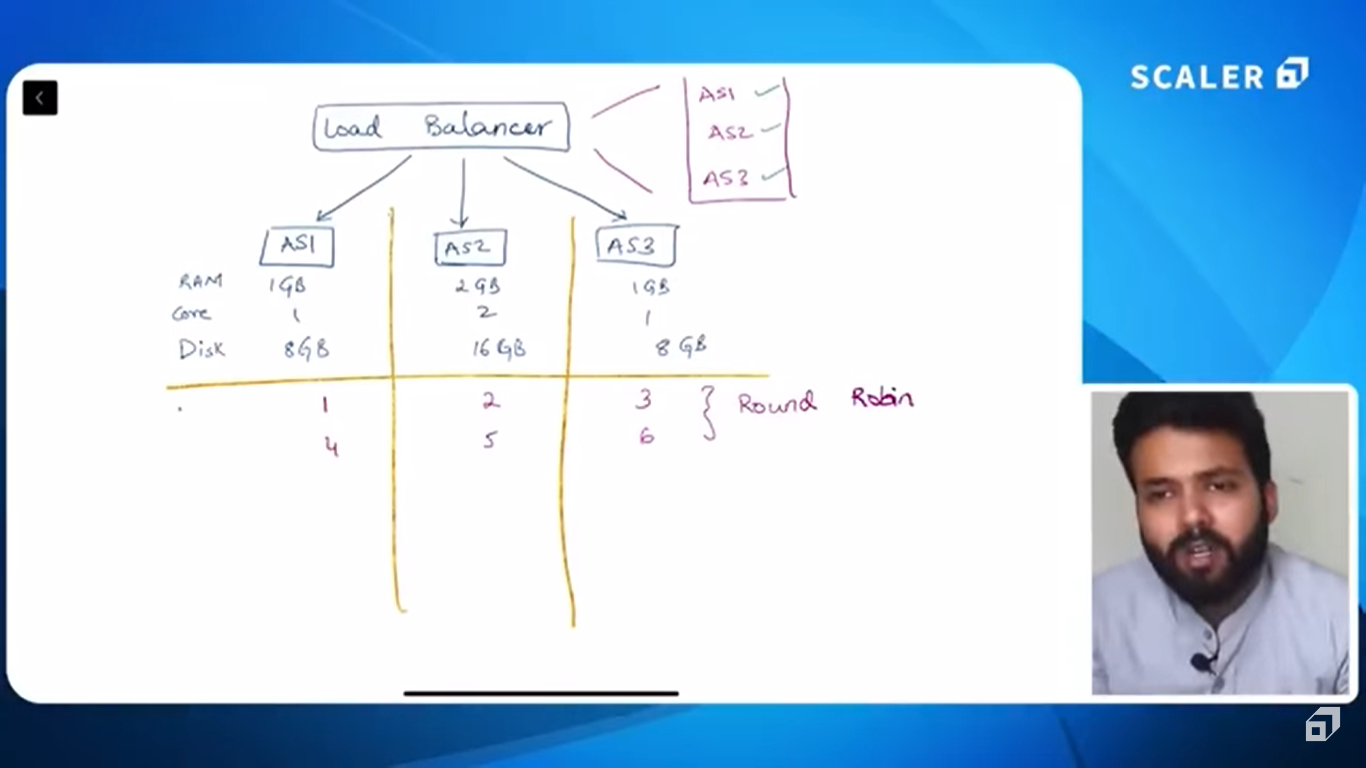 SCALER
AS1
Load Balancer
AS2
AS3
AS1 AS2 AS3
RAM 1GB 2GB 1GB
Core 1 2 1
Disk 8GB 16GB 8GB
1 2 3 Round Robin
4 5 6